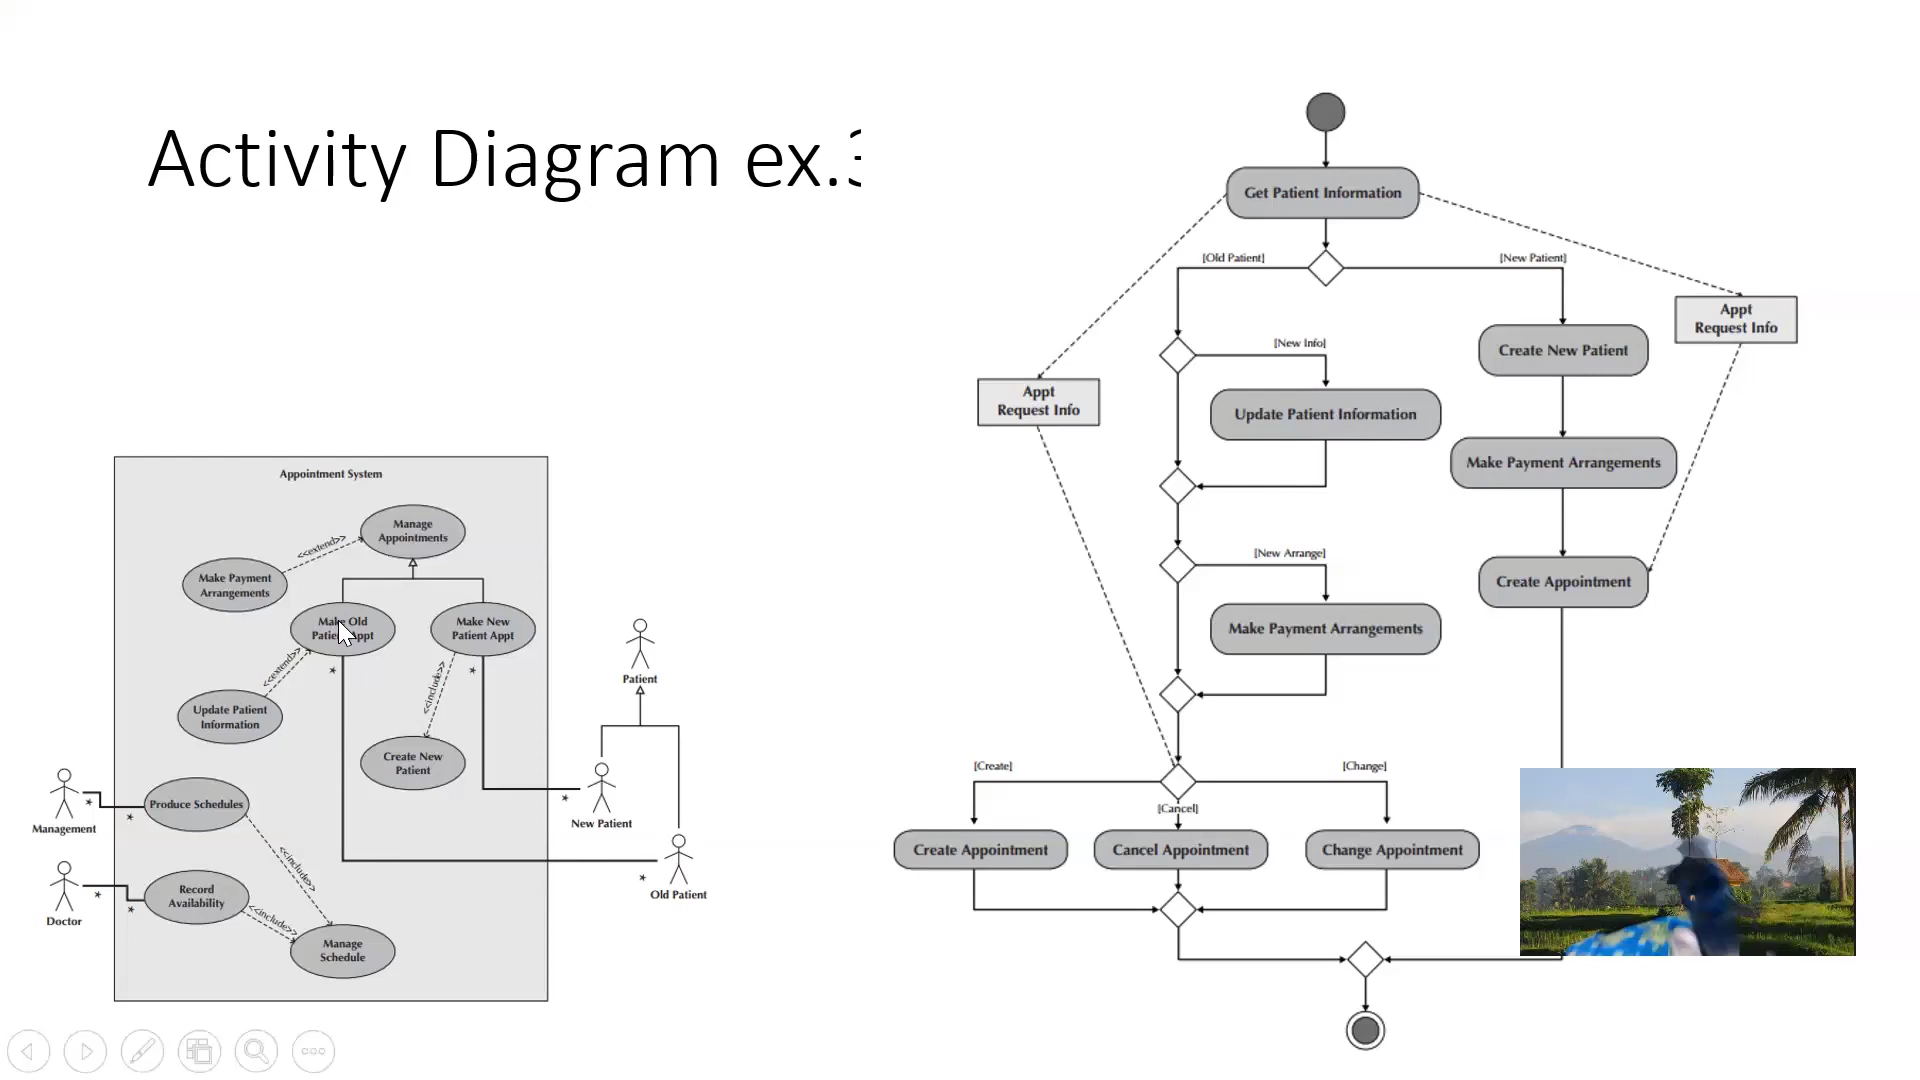 Activity Diagram ex.3
Appointment System
Manage
Appointments
<<extend>>
Make Payment
Arrangements
Make Old
Patient Appt
Make New
Patient Appt
*
*
<<extend>>
<<include>>
Update Patient
Information
Create New
Patient
Patient
New Patient
*
Old Patient
*
Management
*
*
Produce Schedules
<<include>>
Doctor
*
*
Record
Availability
<<include>>
Manage
Schedule
Get Patient Information
[Old Patient]
[New Patient]
Appt
Request Info
[New Info]
Create New Patient
Appt
Request Info
Update Patient Information
Make Payment Arrangements
[New Arrange]
Create Appointment
Make Payment Arrangements
[Create]
[Change]
[Cancel]
Create Appointment
Cancel Appointment
Change Appointment